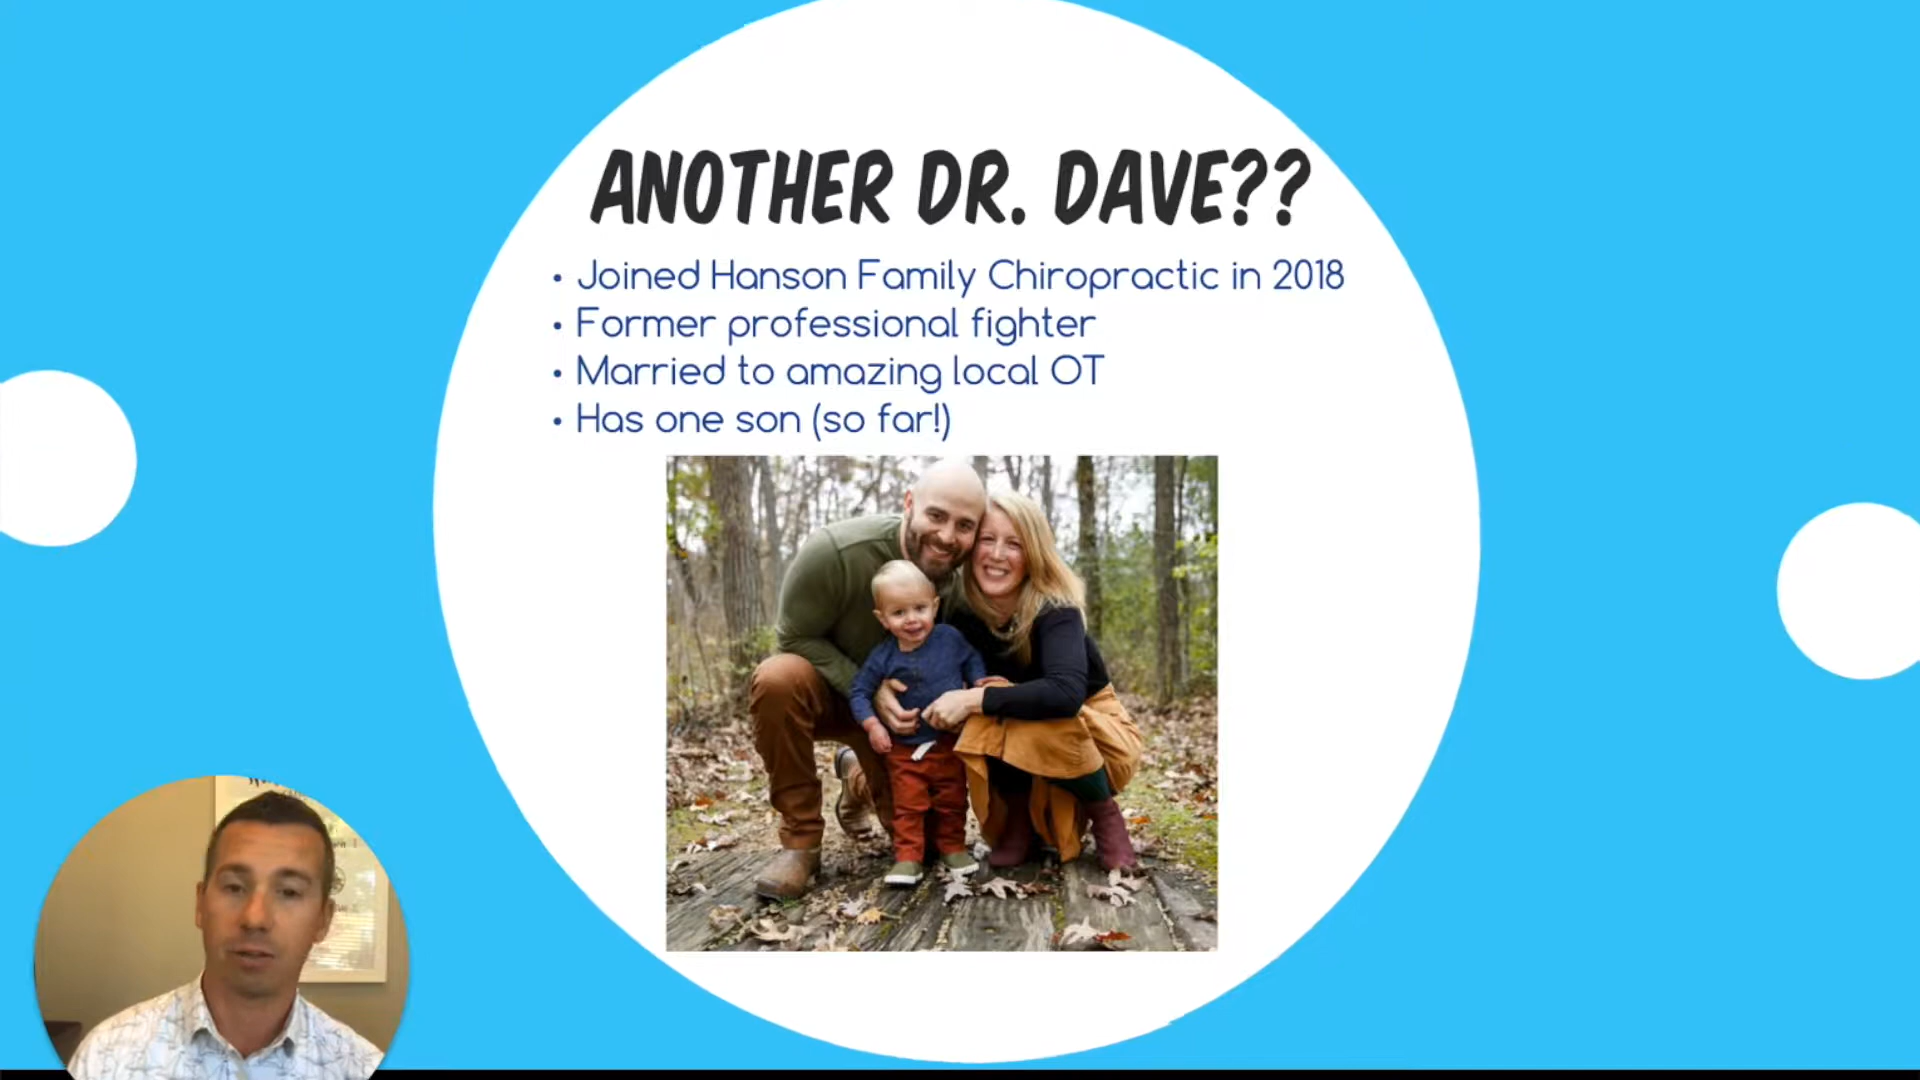 ANOTHER DR. DAVE??
• Joined Hanson Family Chiropractic in 2018
• Former professional fighter
• Married to amazing local OT
• Has one son (so far!)